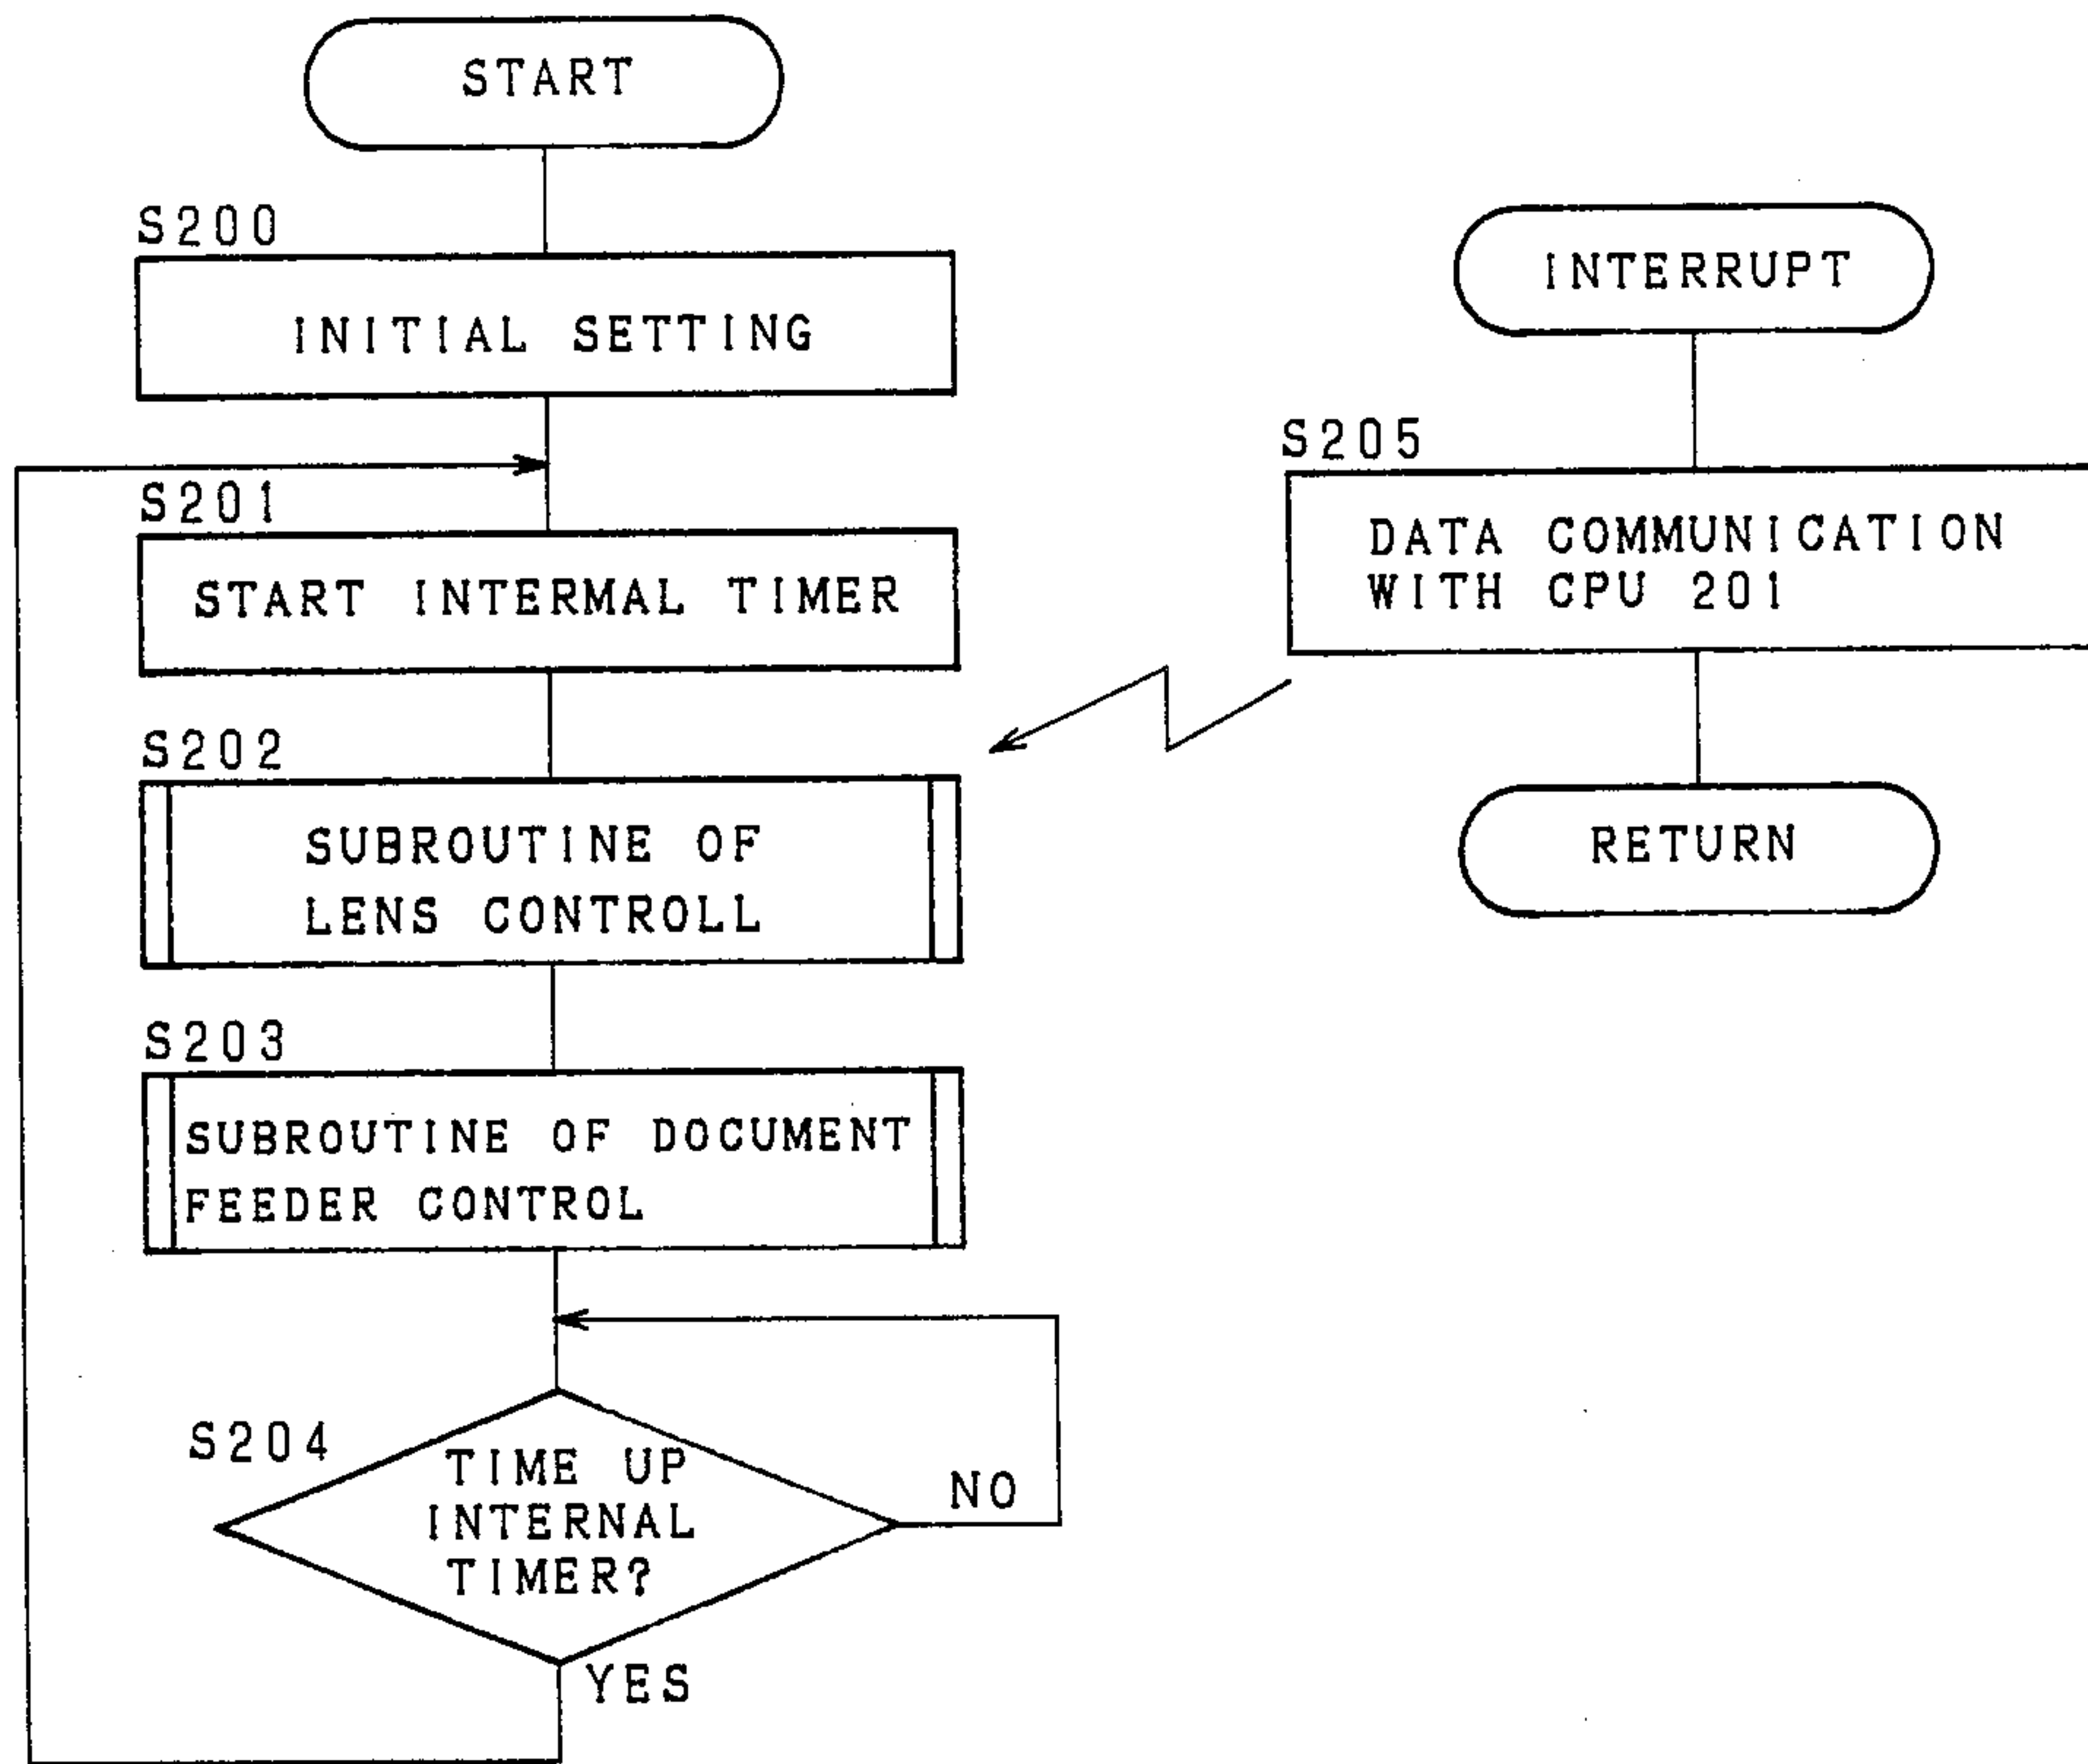 START
S200
INITIAL SETTING
S201
START INTERMAL TIMER
S202
SUBROUTINE OF
LENS CONTROLL
S203
SUBROUTINE OF DOCUMENT
FEEDER CONTROL
S204
TIME UP
INTERNAL
TIMER?
NO
YES
INTERRUPT
S205
DATA COMMUNICATION
WITH CPU 201
RETURN